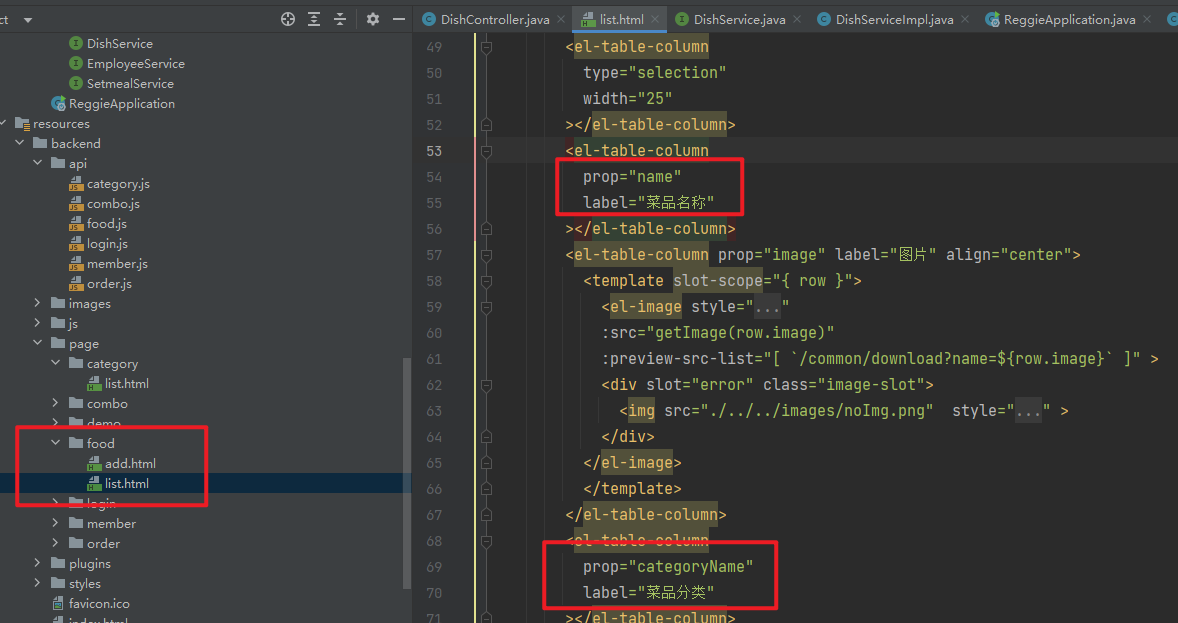 ct
DishController.java
list.html
DishService.java
DishServiceImpl.java
ReggieApplication.java
DishService
EmployeeService
SetmealService
ReggieApplication
resources
backend
api
category.js
combo.js
food.js
login.js
member.js
order.js
images
js
page
category
list.html
combo
demo
food
add.html
list.html
login
member
order
plugins
styles
favicon.ico
index.html
49 <el-table-column
50 type="selection"
51 width="25"
52 ></el-table-column>
53 <el-table-column
54 prop="name"
55 label="菜品名称"
56 ></el-table-column>
57 <el-table-column prop="image" label="图片" align="center">
58 <template slot-scope="{ row }">
59 <el-image style="..."
60 :src="getImage(row.image)"
61 :preview-src-list="[ `/common/download?name=${row.image}` ]" >
62 <div slot="error" class="image-slot">
63 <img src="./../../images/noImg.png"  style="..." >
64 </div>
65 </el-image>
66 </template>
67 </el-table-column>
68 <el-table-column
69 prop="categoryName"
70 label="菜品分类"
71 ></el-table-column>